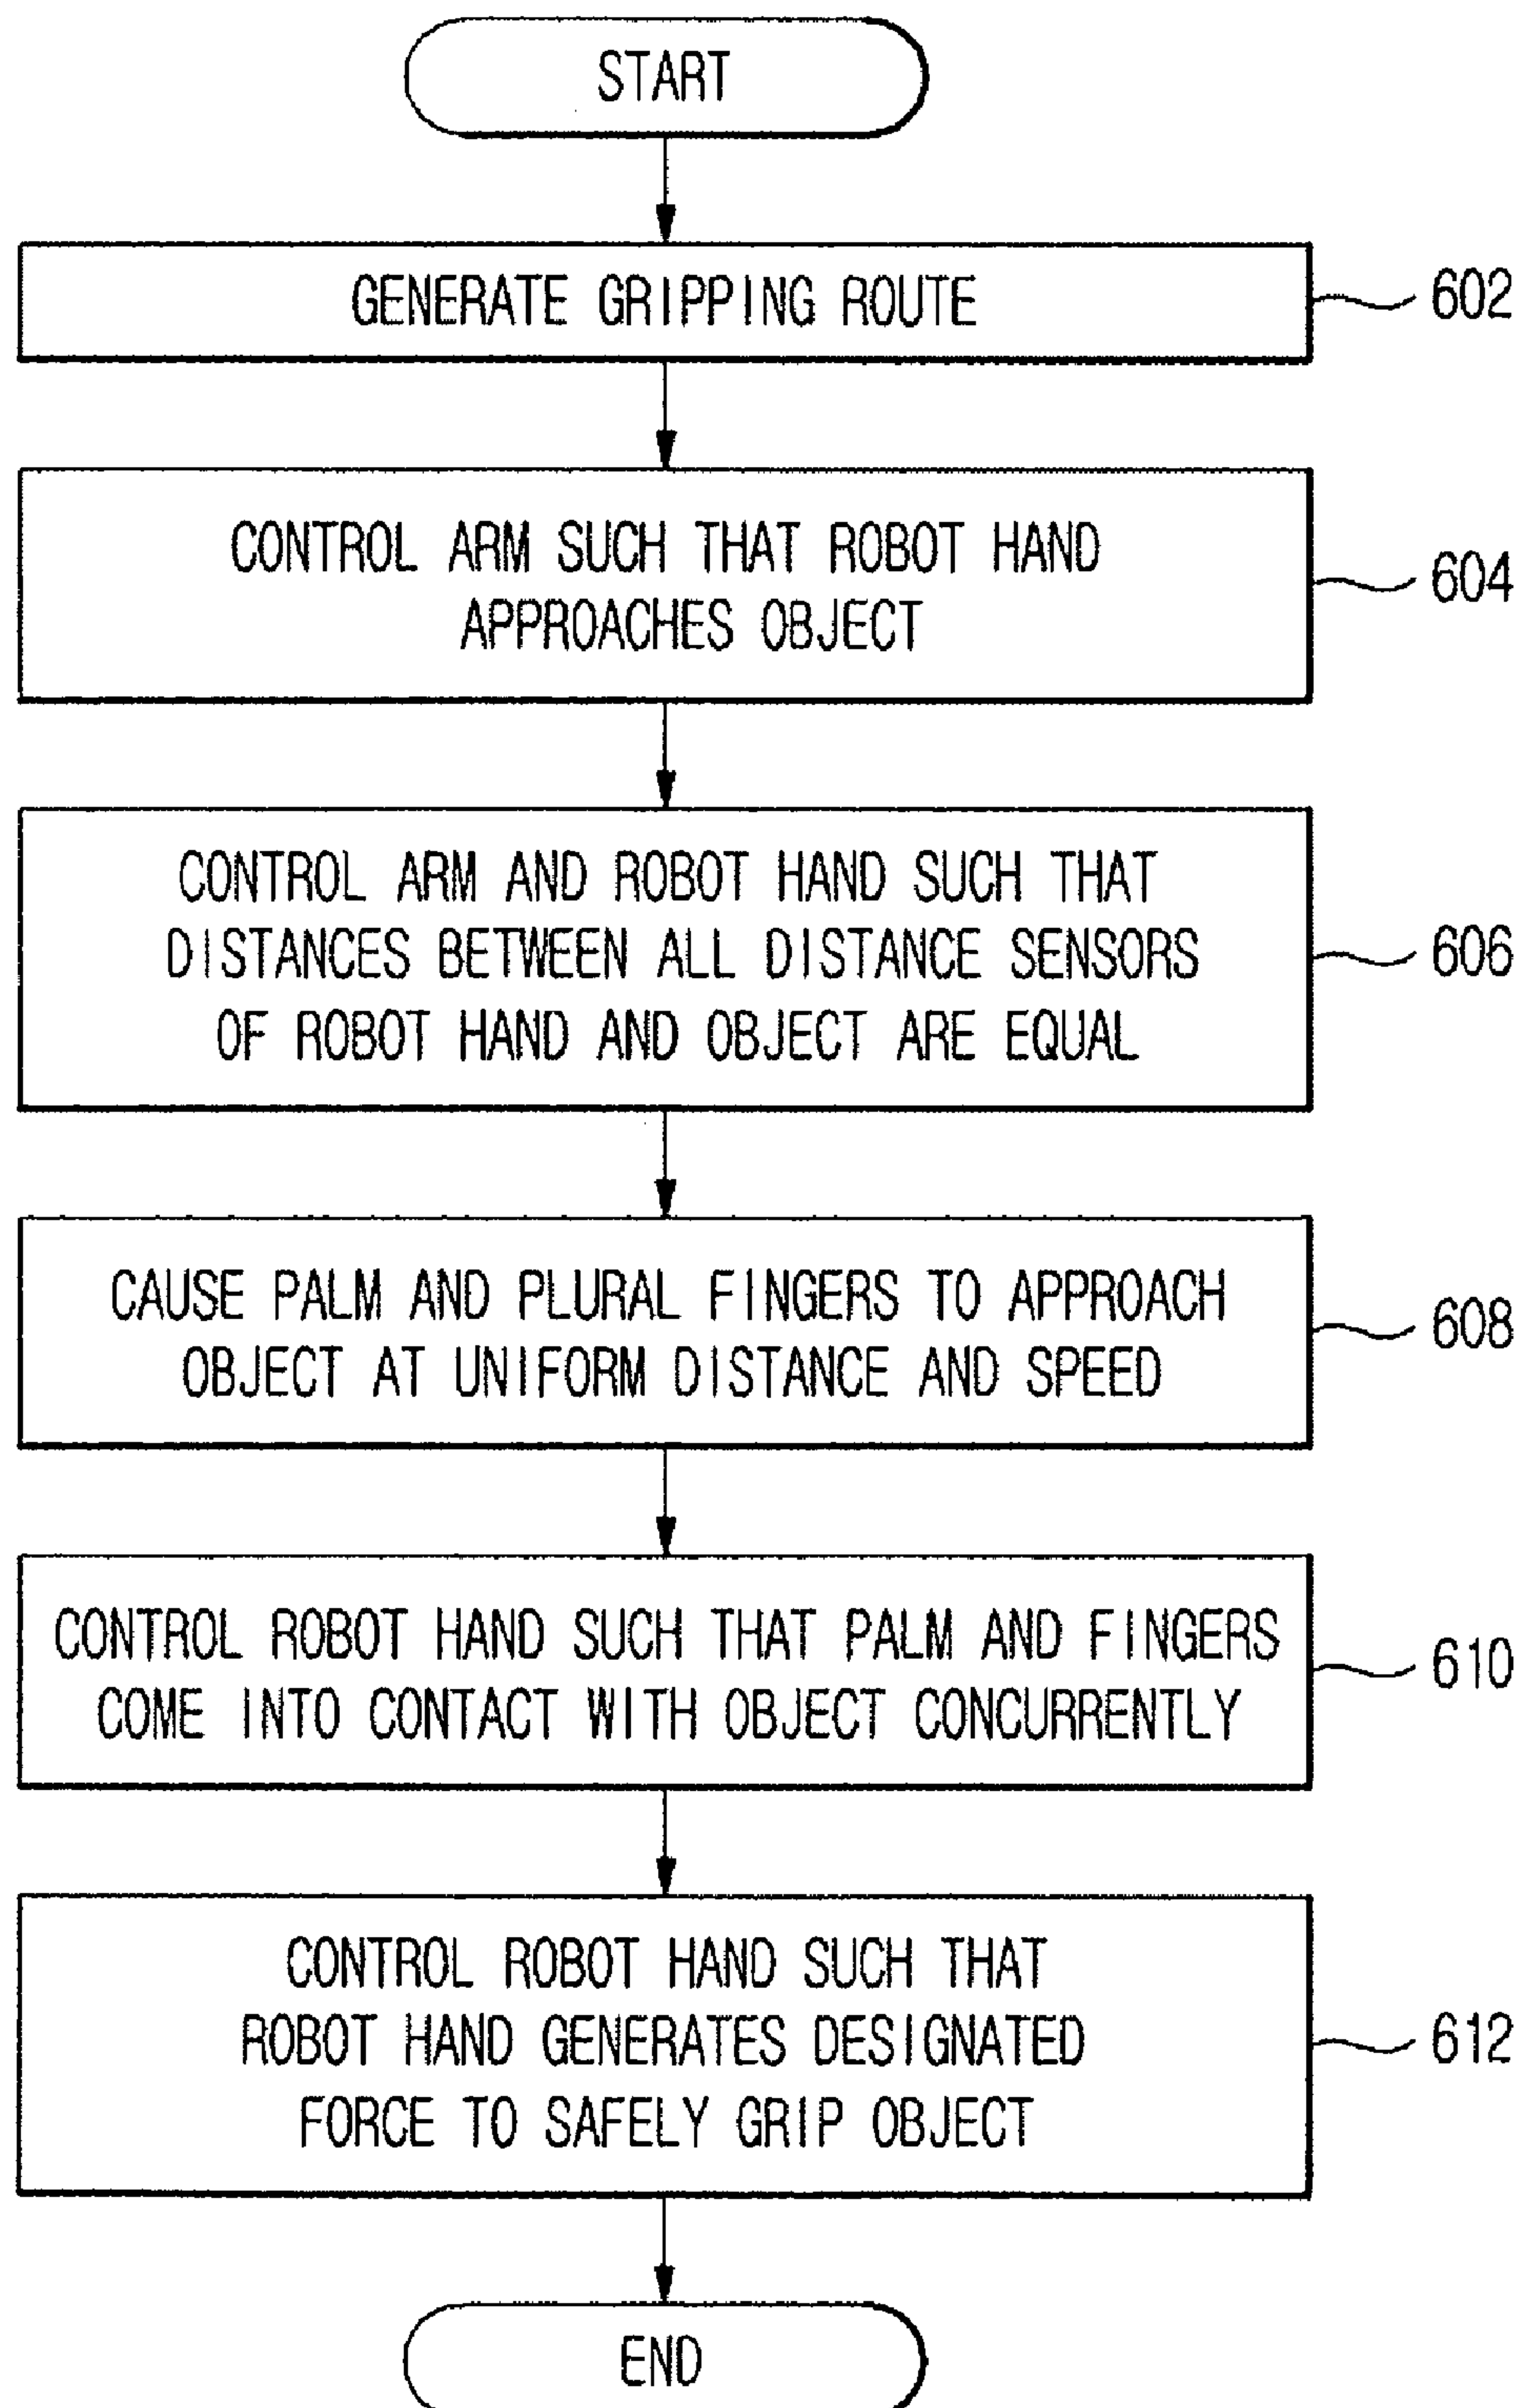 START
GENERATE GRIPPING ROUTE
602
CONTROL ARM SUCH THAT ROBOT HAND
APPROACHES OBJECT
604
CONTROL ARM AND ROBOT HAND SUCH THAT
DISTANCES BETWEEN ALL DISTANCE SENSORS
OF ROBOT HAND AND OBJECT ARE EQUAL
606
CAUSE PALM AND PLURAL FINGERS TO APPROACH
OBJECT AT UNIFORM DISTANCE AND SPEED
608
CONTROL ROBOT HAND SUCH THAT PALM AND FINGERS
COME INTO CONTACT WITH OBJECT CONCURRENTLY
610
CONTROL ROBOT HAND SUCH THAT
ROBOT HAND GENERATES DESIGNATED
FORCE TO SAFELY GRIP OBJECT
612
END